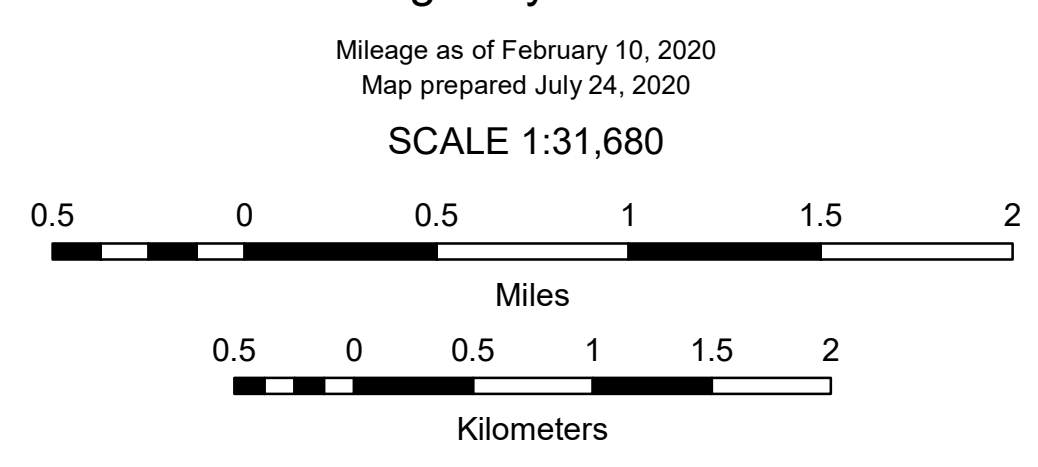 Mileage as of February 10, 2020
Map prepared July 24, 2020
SCALE 1:31,680
0.5 0 0.5 1 1.5 2
Miles
0.5 0 0.5 1 1.5 2
Kilometers